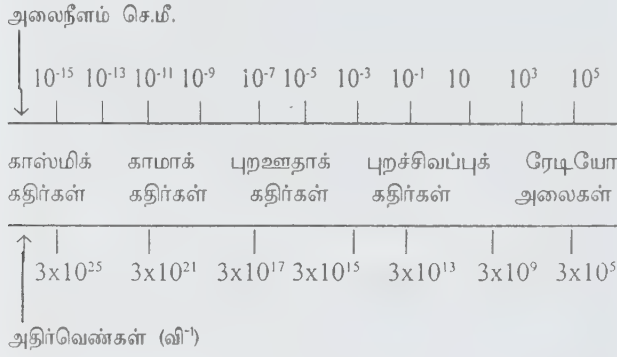 அலைநீளம் செ.மீ.
10⁻¹⁵ 10⁻¹³ 10⁻¹¹ 10⁻⁹ 10⁻⁷ 10⁻⁵ 10⁻³ 10⁻¹ 10 10³ 10⁵
காஸ்மிக் காமாக் புறஊதாக் புறச்சிவப்புக் ரேடியோ
கதிர்கள் கதிர்கள் கதிர்கள் கதிர்கள் அலைகள்
3x10²⁵ 3x10²¹ 3x10¹⁷ 3x10¹⁵ 3x10¹³ 3x10⁹ 3x10⁵
அதிர்வெண்கள் (வி⁻¹)